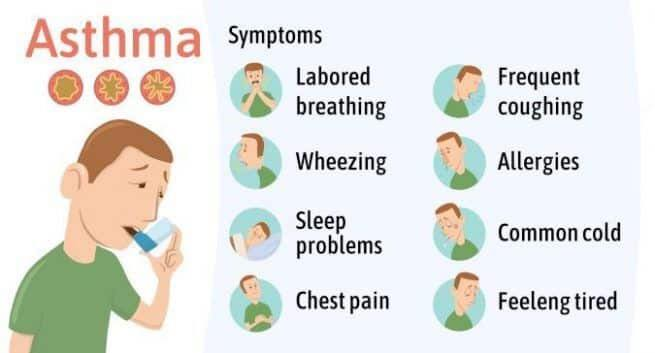 Asthma
Symptoms
Labored
breathing
Wheezing
Sleep
problems
Chest pain
Frequent
coughing
Allergies
Common cold
Feeleng tired